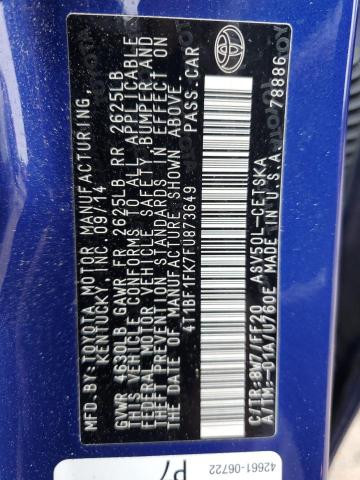 MFD.BY: TOYOTA MOTOR MANUFACTURING,
KENTUCKY, INC. 09/14
GVWR 4630LB GAWR FR 2625LB RR 2625LB
THIS VEHICLE CONFORMS TO ALL APPLICABLE
FEDERAL MOTOR VEHICLE SAFETY, BUMPER, AND
THEFT PREVENTION STANDARDS IN EFFECT ON
THE DATE OF MANUFACTURE SHOWN ABOVE.
4T1BF1FK7FU873649 PASS.CAR
TOYOTA
C/TR:8W7/FF20 ASV50L-CETSKA
A/TM:-01A/U760E MADE IN U.S.A. 78886
42661-06722
P7